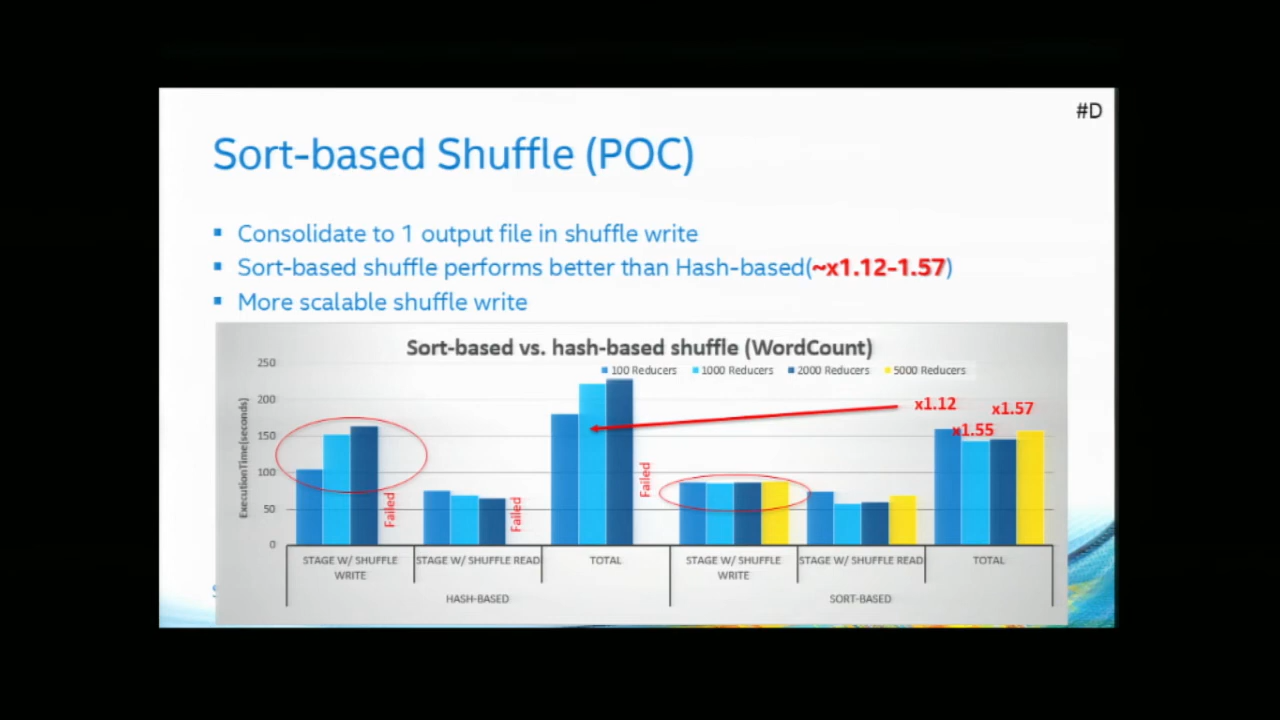 #D
Sort-based Shuffle (POC)
▪ Consolidate to 1 output file in shuffle write
▪ Sort-based shuffle performs better than Hash-based(~x1.12-1.57)
▪ More scalable shuffle write
Sort-based vs. hash-based shuffle (WordCount)
100 Reducers 1000 Reducers 2000 Reducers 5000 Reducers
ExecutionTime(seconds)
250
200
150
100
50
0
Failed
Failed
Failed
x1.12
x1.57
x1.55
STAGE W/ SHUFFLE WRITE
STAGE W/ SHUFFLE READ
TOTAL
STAGE W/ SHUFFLE WRITE
STAGE W/ SHUFFLE READ
TOTAL
HASH-BASED
SORT-BASED